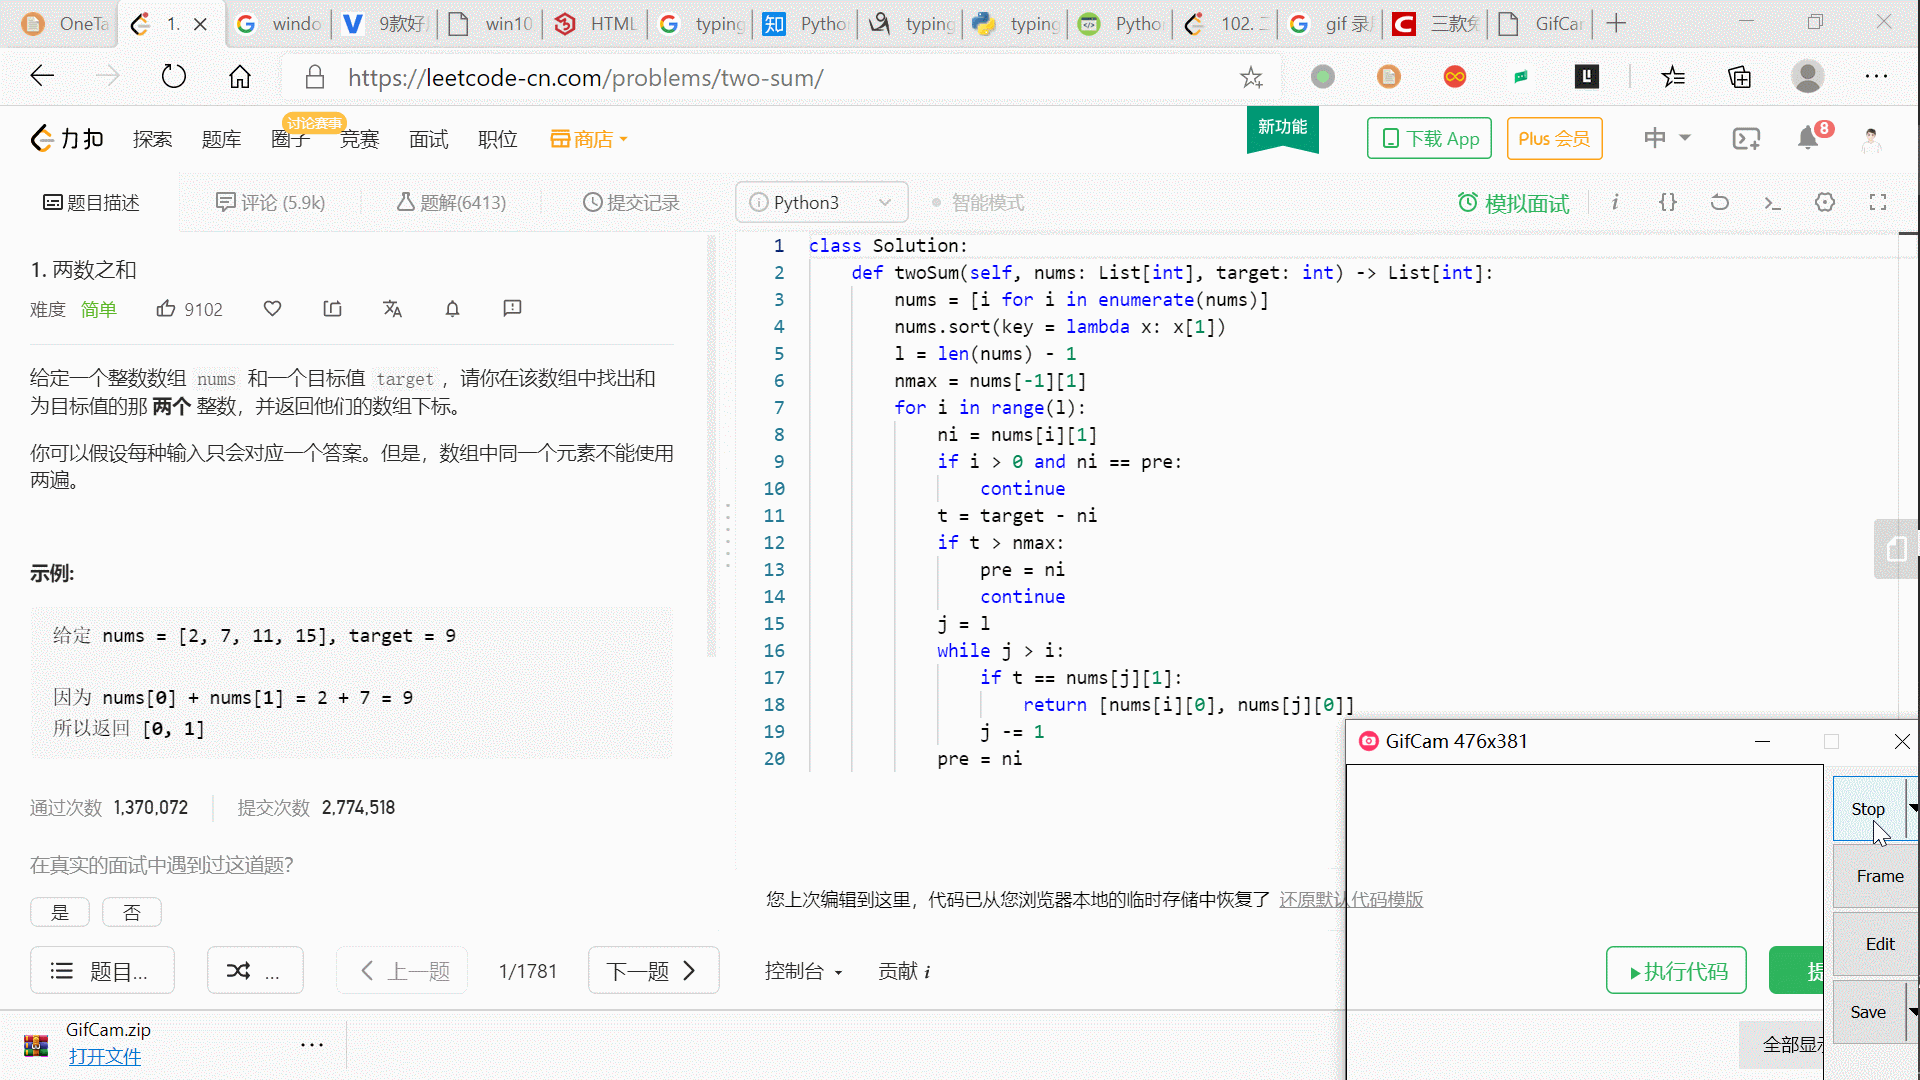 OneTa
1.
windo
9款好
win10
HTML
typing
Pytho
typing
typing
Pytho
102. 二
gif 录
三款免
GifCar
https://leetcode-cn.com/problems/two-sum/
力扣
探索
题库
圈子
讨论赛事
竞赛
面试
职位
商店
新功能
下载 App
Plus 会员
中
8
题目描述
评论 (5.9k)
题解(6413)
提交记录
Python3
智能模式
模拟面试
1. 两数之和
难度 简单 9102
给定一个整数数组 nums 和一个目标值 target，请你在该数组中找出和
为目标值的那 两个 整数，并返回他们的数组下标。
你可以假设每种输入只会对应一个答案。但是，数组中同一个元素不能使用
两遍。
示例:
给定 nums = [2, 7, 11, 15], target = 9
因为 nums[0] + nums[1] = 2 + 7 = 9
所以返回 [0, 1]
通过次数 1,370,072 提交次数 2,774,518
在真实的面试中遇到过这道题?
是 否
题目... ... 上一题 1/1781 下一题
1 class Solution:
2 def twoSum(self, nums: List[int], target: int) -> List[int]:
3 nums = [i for i in enumerate(nums)]
4 nums.sort(key = lambda x: x[1])
5 l = len(nums) - 1
6 nmax = nums[-1][1]
7 for i in range(l):
8 ni = nums[i][1]
9 if i > 0 and ni == pre:
10 continue
11 t = target - ni
12 if t > nmax:
13 pre = ni
14 continue
15 j = l
16 while j > i:
17 if t == nums[j][1]:
18 return [nums[i][0], nums[j][0]]
19 j -= 1
20 pre = ni
您上次编辑到这里，代码已从您浏览器本地的临时存储中恢复了 还原默认代码模版
控制台 贡献 i
执行代码
提
GifCam 476x381
Stop
Frame
Edit
Save
GifCam.zip
打开文件
全部显示